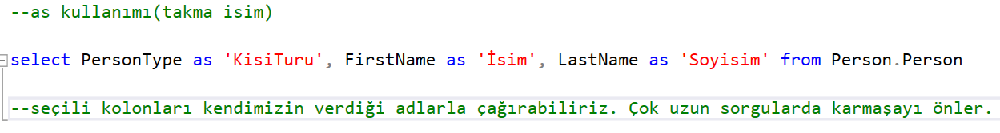 --as kullanımı(takma isim)
select PersonType as 'KisiTuru', FirstName as 'İsim', LastName as 'Soyisim' from Person.Person
--seçili kolonları kendimizin verdiği adlarla çağırabiliriz. Çok uzun sorgularda karmaşayı önler.